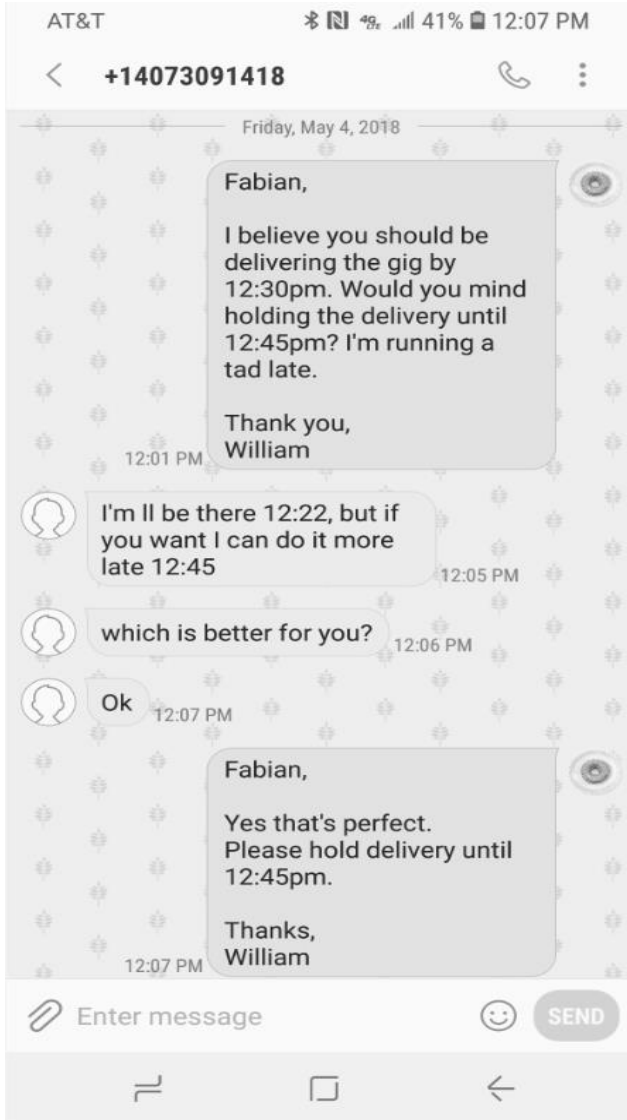 AT&T 41% 12:07 PM
+14073091418
Friday, May 4, 2018
Fabian,
I believe you should be
delivering the gig by
12:30pm. Would you mind
holding the delivery until
12:45pm? I'm running a
tad late.
Thank you,
William
12:01 PM
I'm ll be there 12:22, but if
you want I can do it more
late 12:45
12:05 PM
which is better for you?
12:06 PM
Ok
12:07 PM
Fabian,
Yes that's perfect.
Please hold delivery until
12:45pm.
Thanks,
William
12:07 PM
Enter message
SEND